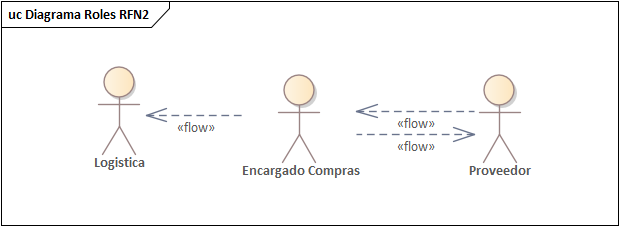 uc Diagrama Roles RFN2
«flow»
«flow»
«flow»
Logistica
Encargado Compras
Proveedor